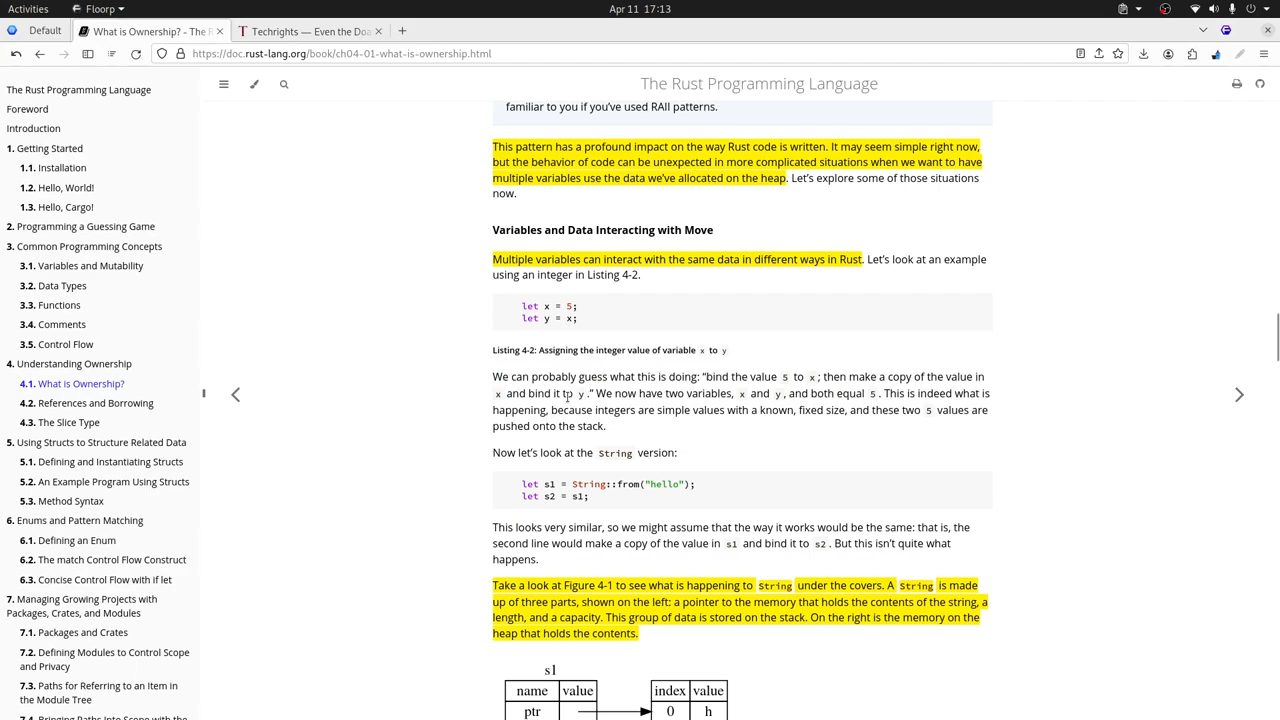 Activities
Floorp
Apr 11 17:13
Default
What is Ownership? - The R
Techrights — Even the Doa
https://doc.rust-lang.org/book/ch04-01-what-is-ownership.html
The Rust Programming Language
Foreword
Introduction
1. Getting Started
1.1. Installation
1.2. Hello, World!
1.3. Hello, Cargo!
2. Programming a Guessing Game
3. Common Programming Concepts
3.1. Variables and Mutability
3.2. Data Types
3.3. Functions
3.4. Comments
3.5. Control Flow
4. Understanding Ownership
4.1. What is Ownership?
4.2. References and Borrowing
4.3. The Slice Type
5. Using Structs to Structure Related Data
5.1. Defining and Instantiating Structs
5.2. An Example Program Using Structs
5.3. Method Syntax
6. Enums and Pattern Matching
6.1. Defining an Enum
6.2. The match Control Flow Construct
6.3. Concise Control Flow with if let
7. Managing Growing Projects with
Packages, Crates, and Modules
7.1. Packages and Crates
7.2. Defining Modules to Control Scope
and Privacy
7.3. Paths for Referring to an Item in
the Module Tree
7.4. Bringing Paths Into Scope with the
The Rust Programming Language
familiar to you if you've used RAII patterns.
This pattern has a profound impact on the way Rust code is written. It may seem simple right now,
but the behavior of code can be unexpected in more complicated situations when we want to have
multiple variables use the data we've allocated on the heap. Let's explore some of those situations
now.
Variables and Data Interacting with Move
Multiple variables can interact with the same data in different ways in Rust. Let's look at an example
using an integer in Listing 4-2.
let x = 5;
let y = x;
Listing 4-2: Assigning the integer value of variable x to y
We can probably guess what this is doing: “bind the value 5 to x; then make a copy of the value in
x and bind it to y.” We now have two variables, x and y, and both equal 5. This is indeed what is
happening, because integers are simple values with a known, fixed size, and these two 5 values are
pushed onto the stack.
Now let's look at the String version:
let s1 = String::from("hello");
let s2 = s1;
This looks very similar, so we might assume that the way it works would be the same: that is, the
second line would make a copy of the value in s1 and bind it to s2. But this isn't quite what
happens.
Take a look at Figure 4-1 to see what is happening to String under the covers. A String is made
up of three parts, shown on the left: a pointer to the memory that holds the contents of the string, a
length, and a capacity. This group of data is stored on the stack. On the right is the memory on the
heap that holds the contents.
s1
name value index value
ptr 0 h